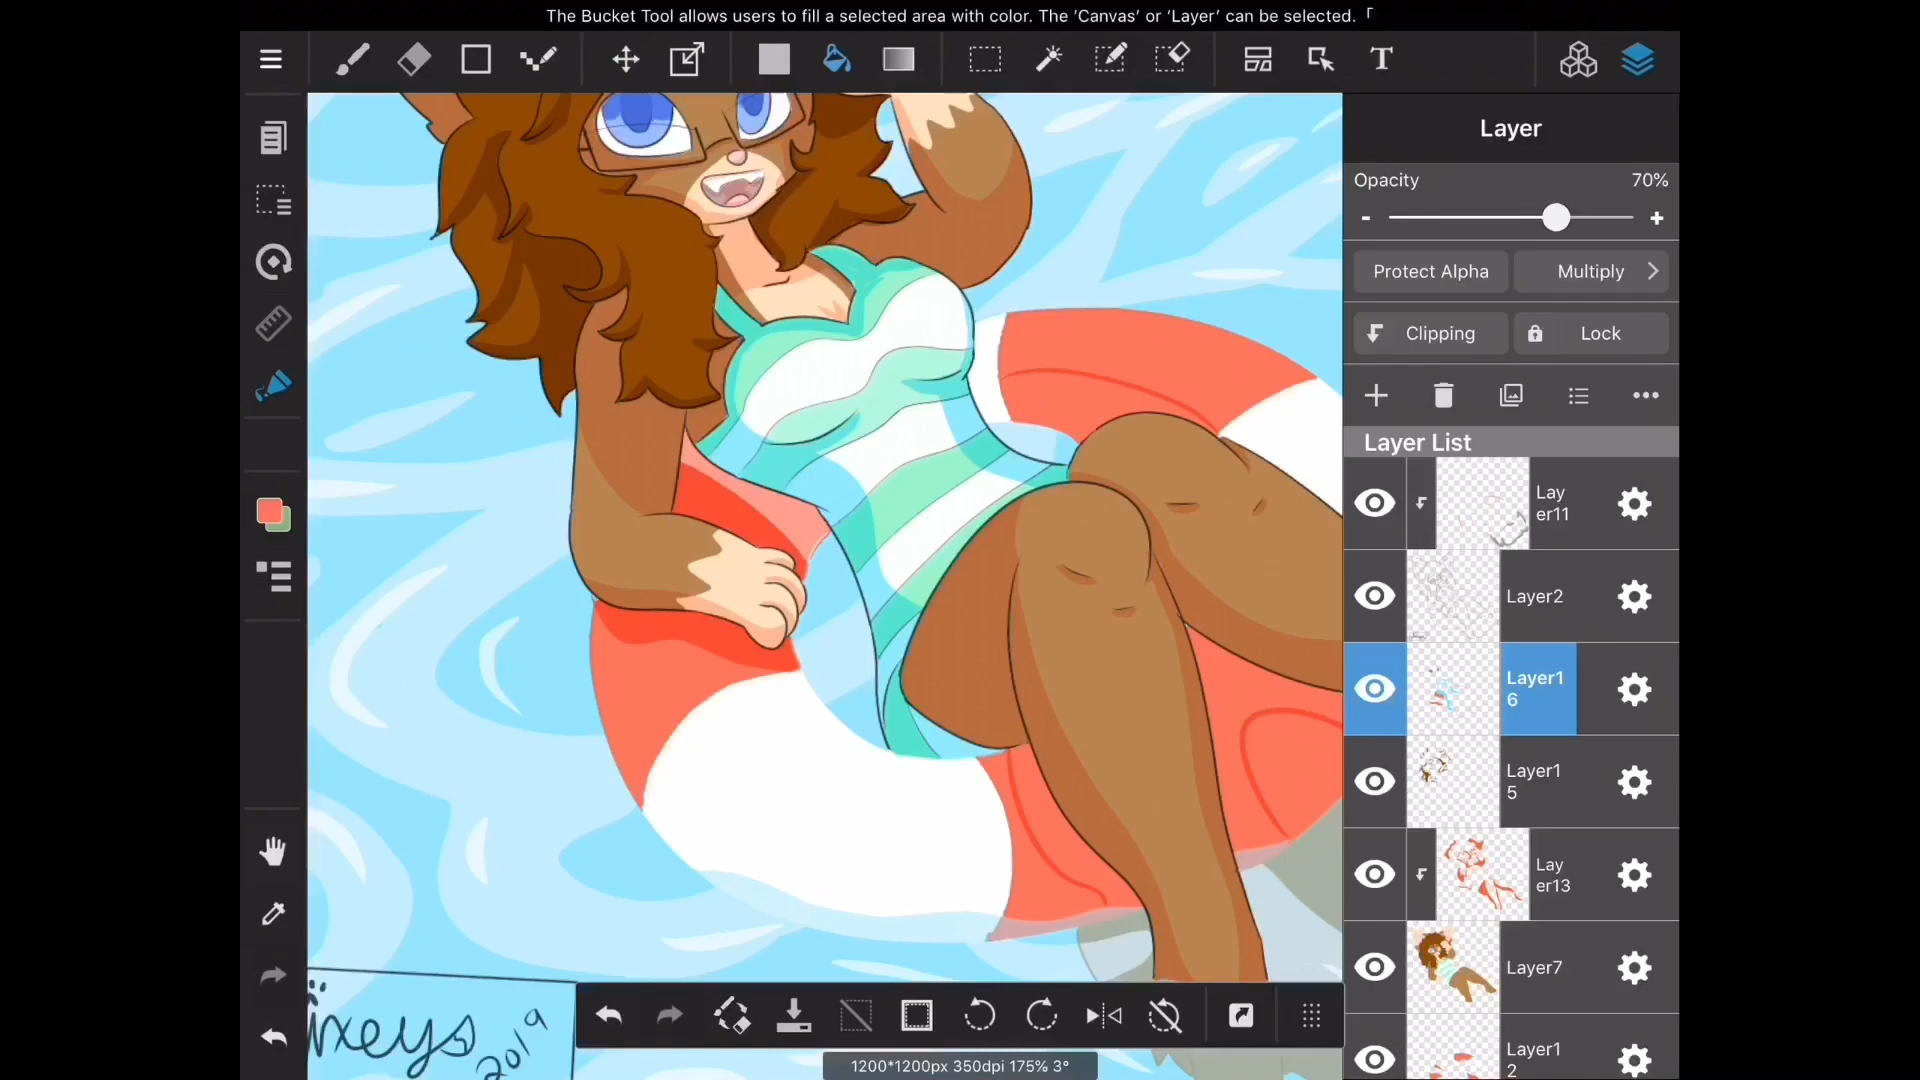 The Bucket Tool allows users to fill a selected area with color. The ‘Canvas’ or ‘Layer’ can be selected. 「
T
Layer
Opacity 70%
- +
Protect Alpha Multiply
Clipping Lock
Layer List
Lay
er11
Layer2
Layer1
6
Layer1
5
Lay
er13
Layer7
Layer1
2
ixeys
2019
1200*1200px 350dpi 175% 3°